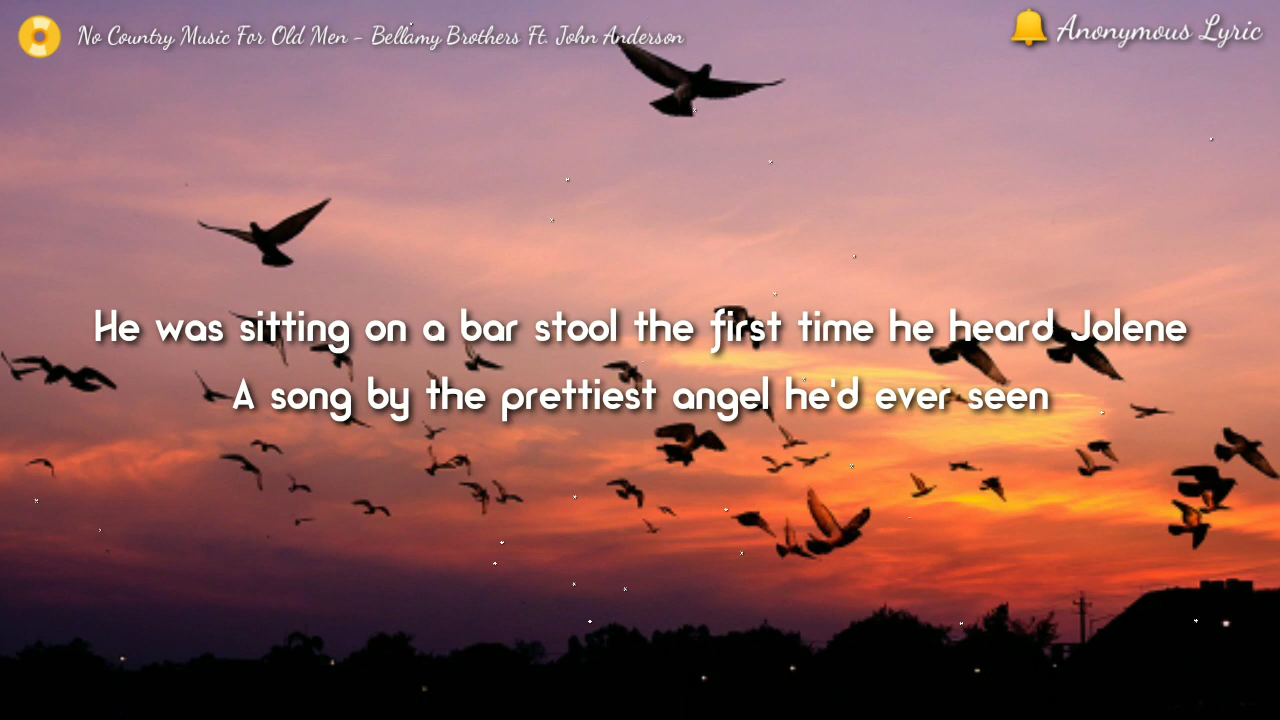 No Country Music For Old Men - Bellamy Brothers Ft. John Anderson
Anonymous Lyric
He was sitting on a bar stool the first time he heard Jolene
A song by the prettiest angel he'd ever seen